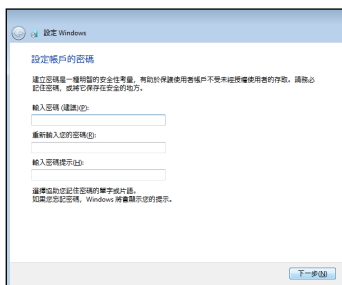 設定 Windows
設定帳戶的密碼
建立密碼是一種明智的安全性考量，有助於保護使用者帳戶不受未經授權使用者的存取。請務必
記住密碼，或將它保存在安全的地方。
輸入密碼 (建議)(P):
重新輸入您的密碼(R):
輸入密碼提示(H):
選擇協助您記住密碼的單字或片語。
如果您忘記密碼，Windows 將會顯示您的提示。
下一步(N)